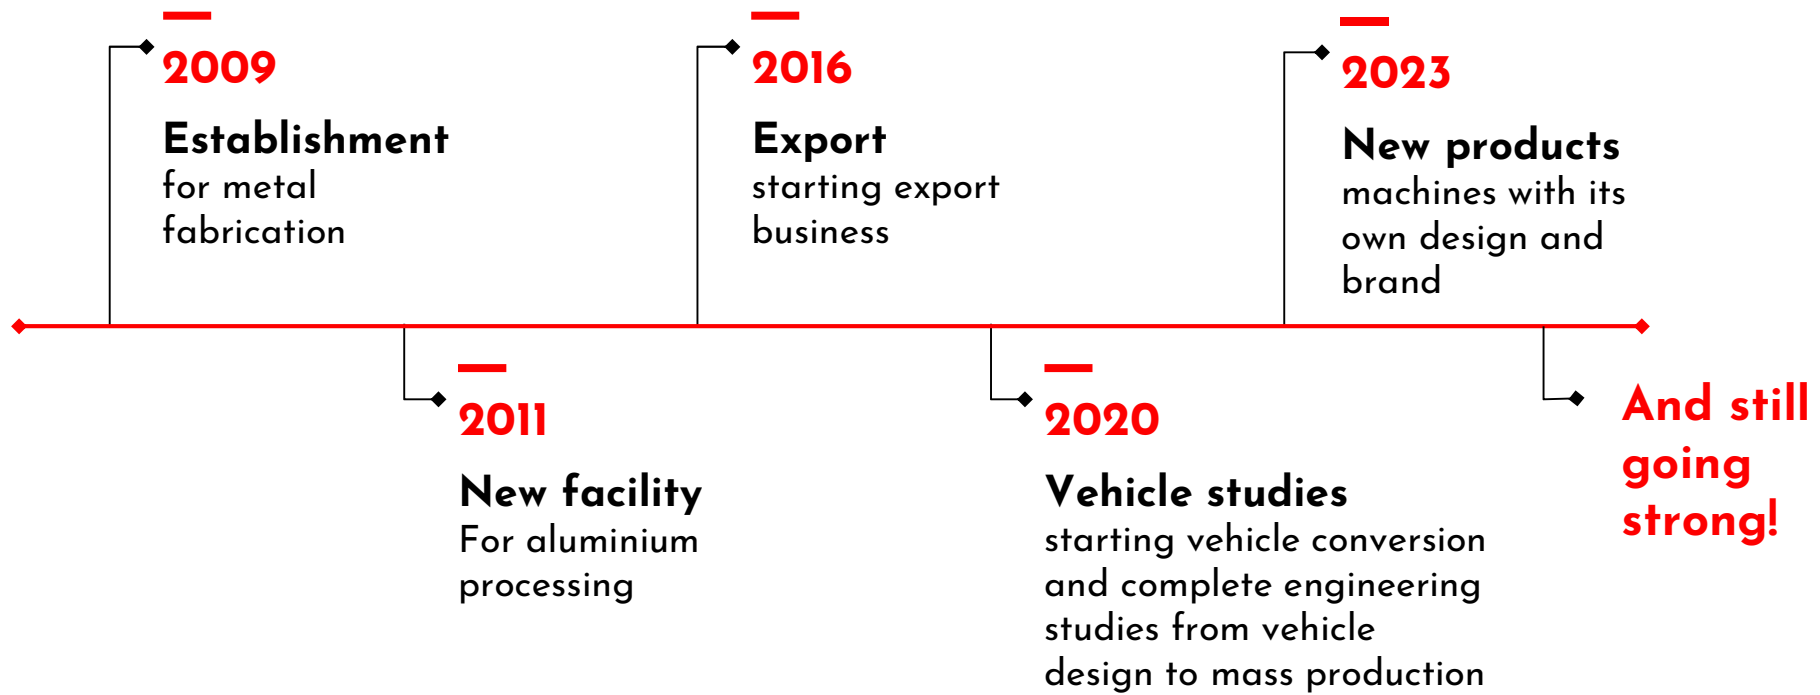 2009
Establishment
for metal
fabrication
2011
New facility
For aluminium
processing
2016
Export
starting export
business
2020
Vehicle studies
starting vehicle conversion
and complete engineering
studies from vehicle
design to mass production
2023
New products
machines with its
own design and
brand
And still
going
strong!